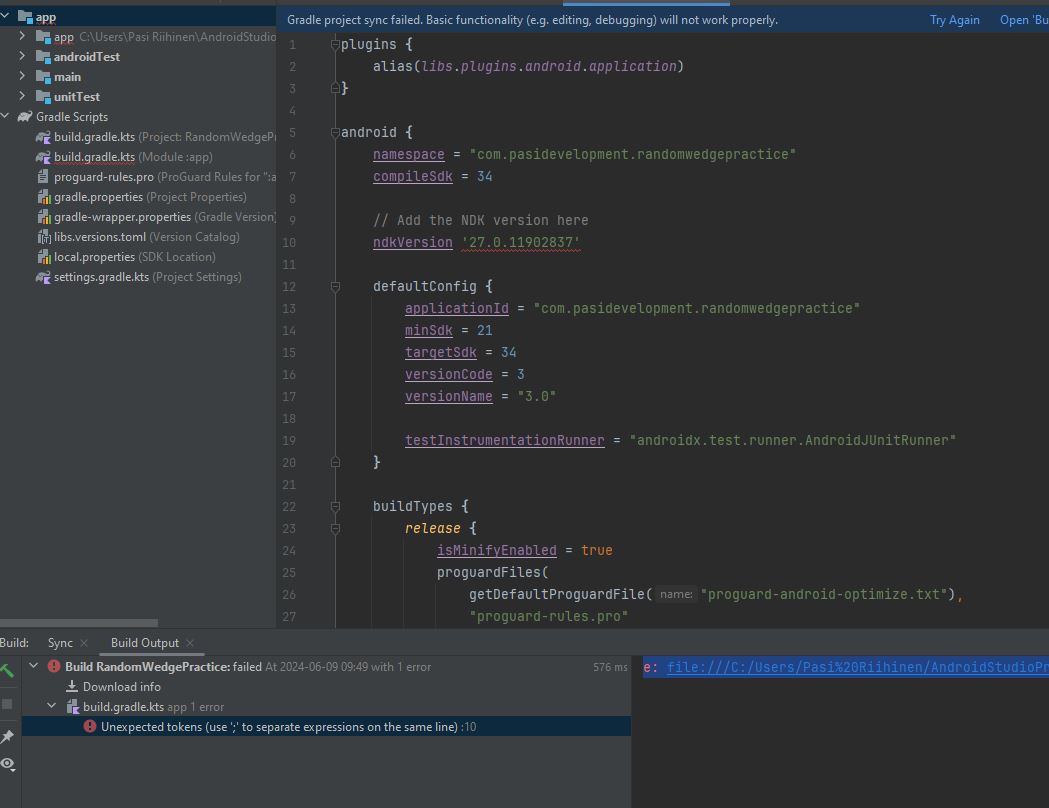 app
app C:\Users\Pasi Riihinen\AndroidStudio
androidTest
main
unitTest
Gradle Scripts
build.gradle.kts (Project: RandomWedgePr
build.gradle.kts (Module :app)
proguard-rules.pro (ProGuard Rules for ":a
gradle.properties (Project Properties)
gradle-wrapper.properties (Gradle Version)
libs.versions.toml (Version Catalog)
local.properties (SDK Location)
settings.gradle.kts (Project Settings)
Gradle project sync failed. Basic functionality (e.g. editing, debugging) will not work properly. Try Again Open 'Bu
1 plugins {
2 alias(libs.plugins.android.application)
3 }
4
5 android {
6 namespace = "com.pasidevelopment.randomwedgepractice"
7 compileSdk = 34
8
9 // Add the NDK version here
10 ndkVersion '27.0.11902837'
11
12 defaultConfig {
13 applicationId = "com.pasidevelopment.randomwedgepractice"
14 minSdk = 21
15 targetSdk = 34
16 versionCode = 3
17 versionName = "3.0"
18
19 testInstrumentationRunner = "androidx.test.runner.AndroidJUnitRunner"
20 }
21
22 buildTypes {
23 release {
24 isMinifyEnabled = true
25 proguardFiles(
26 getDefaultProguardFile( name: "proguard-android-optimize.txt"),
27 "proguard-rules.pro"
Build: Sync Build Output
Build RandomWedgePractice: failed At 2024-06-09 09:49 with 1 error 576 ms
Download info
build.gradle.kts app 1 error
Unexpected tokens (use ';' to separate expressions on the same line) :10
e: file:///C:/Users/Pasi%20Riihinen/AndroidStudioPr